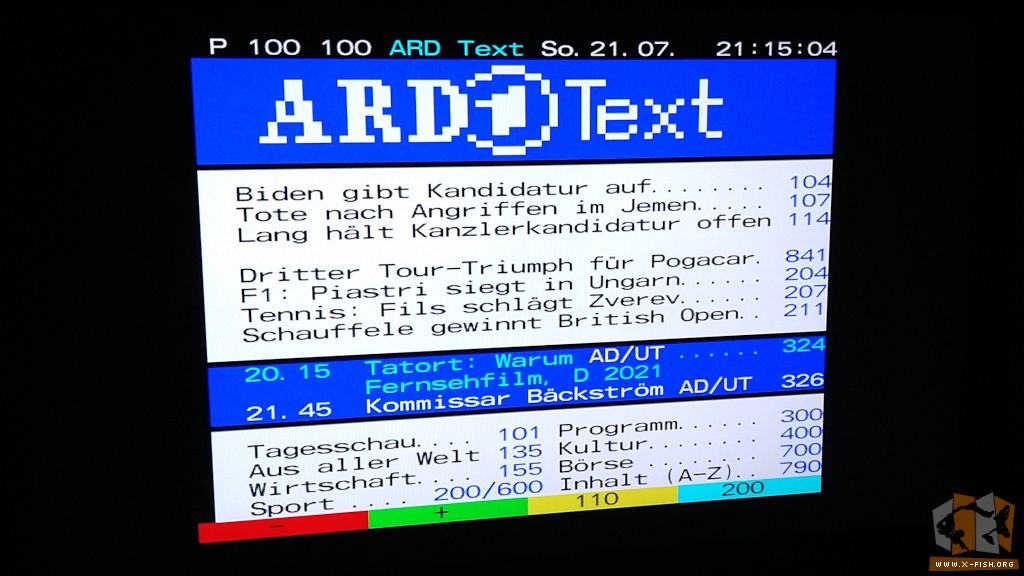 P 100 100 ARD Text So. 21. 07. 21:15:04
ARD 1 Text
Biden gibt Kandidatur auf........ 104
Tote nach Angriffen im Jemen..... 107
Lang hält Kanzlerkandidatur offen 114
Dritter Tour-Triumph für Pogacar. 841
F1: Piastri siegt in Ungarn...... 204
Tennis: Fils schlägt Zverev...... 207
Schauffele gewinnt British Open.. 211
20. 15 Tatort: Warum AD/UT ...... 324
Fernsehfilm, D 2021
21. 45 Kommissar Bäckström AD/UT 326
Tagesschau.... 101 Programm...... 300
Aus aller Welt 135 Kultur........ 400
Wirtschaft.... 155 Börse ........ 700
Sport .... 200/600 Inhalt (A-Z).. 790
- + 110 200
WWW.X-FISH.ORG